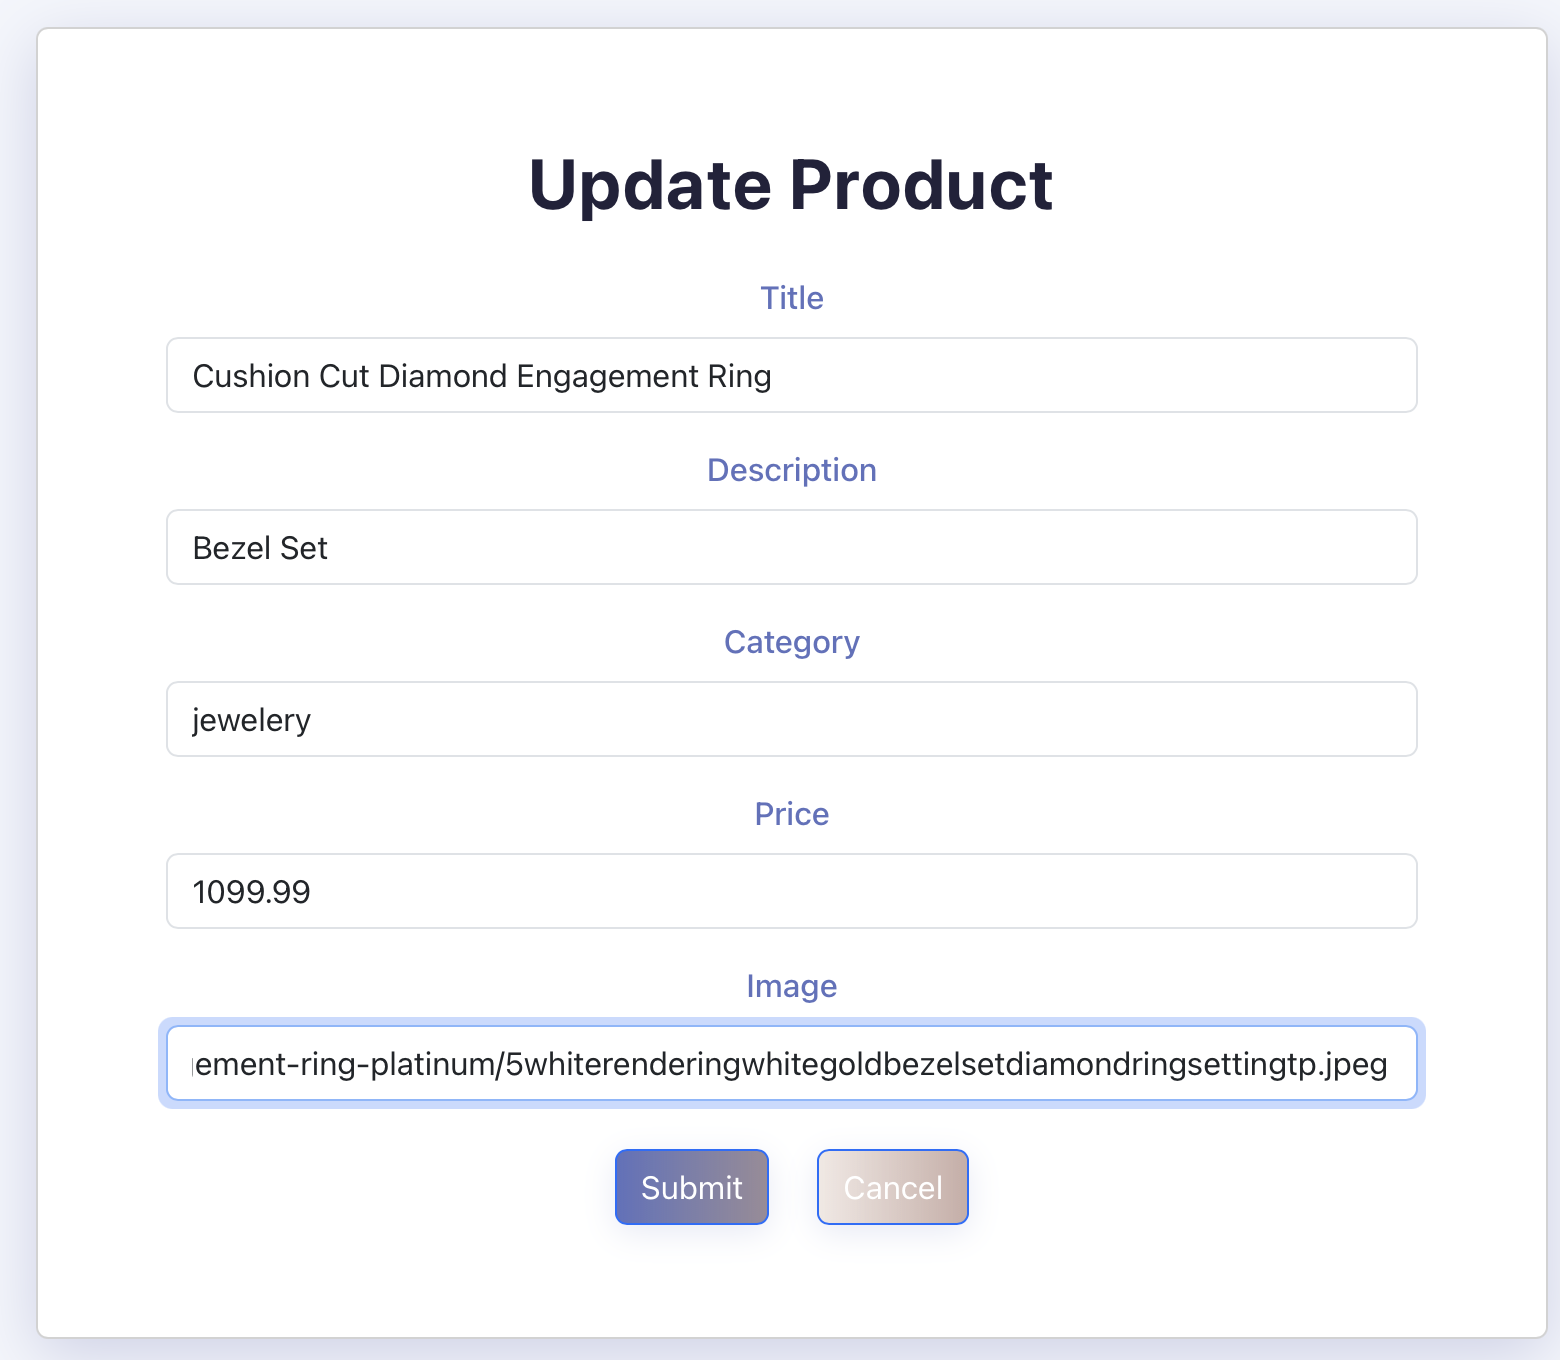 Update Product
Title
Cushion Cut Diamond Engagement Ring
Description
Bezel Set
Category
jewelery
Price
1099.99
Image
ement-ring-platinum/5whiterenderingwhitegoldbezelsetdiamondringsettingtp.jpeg
Submit
Cancel